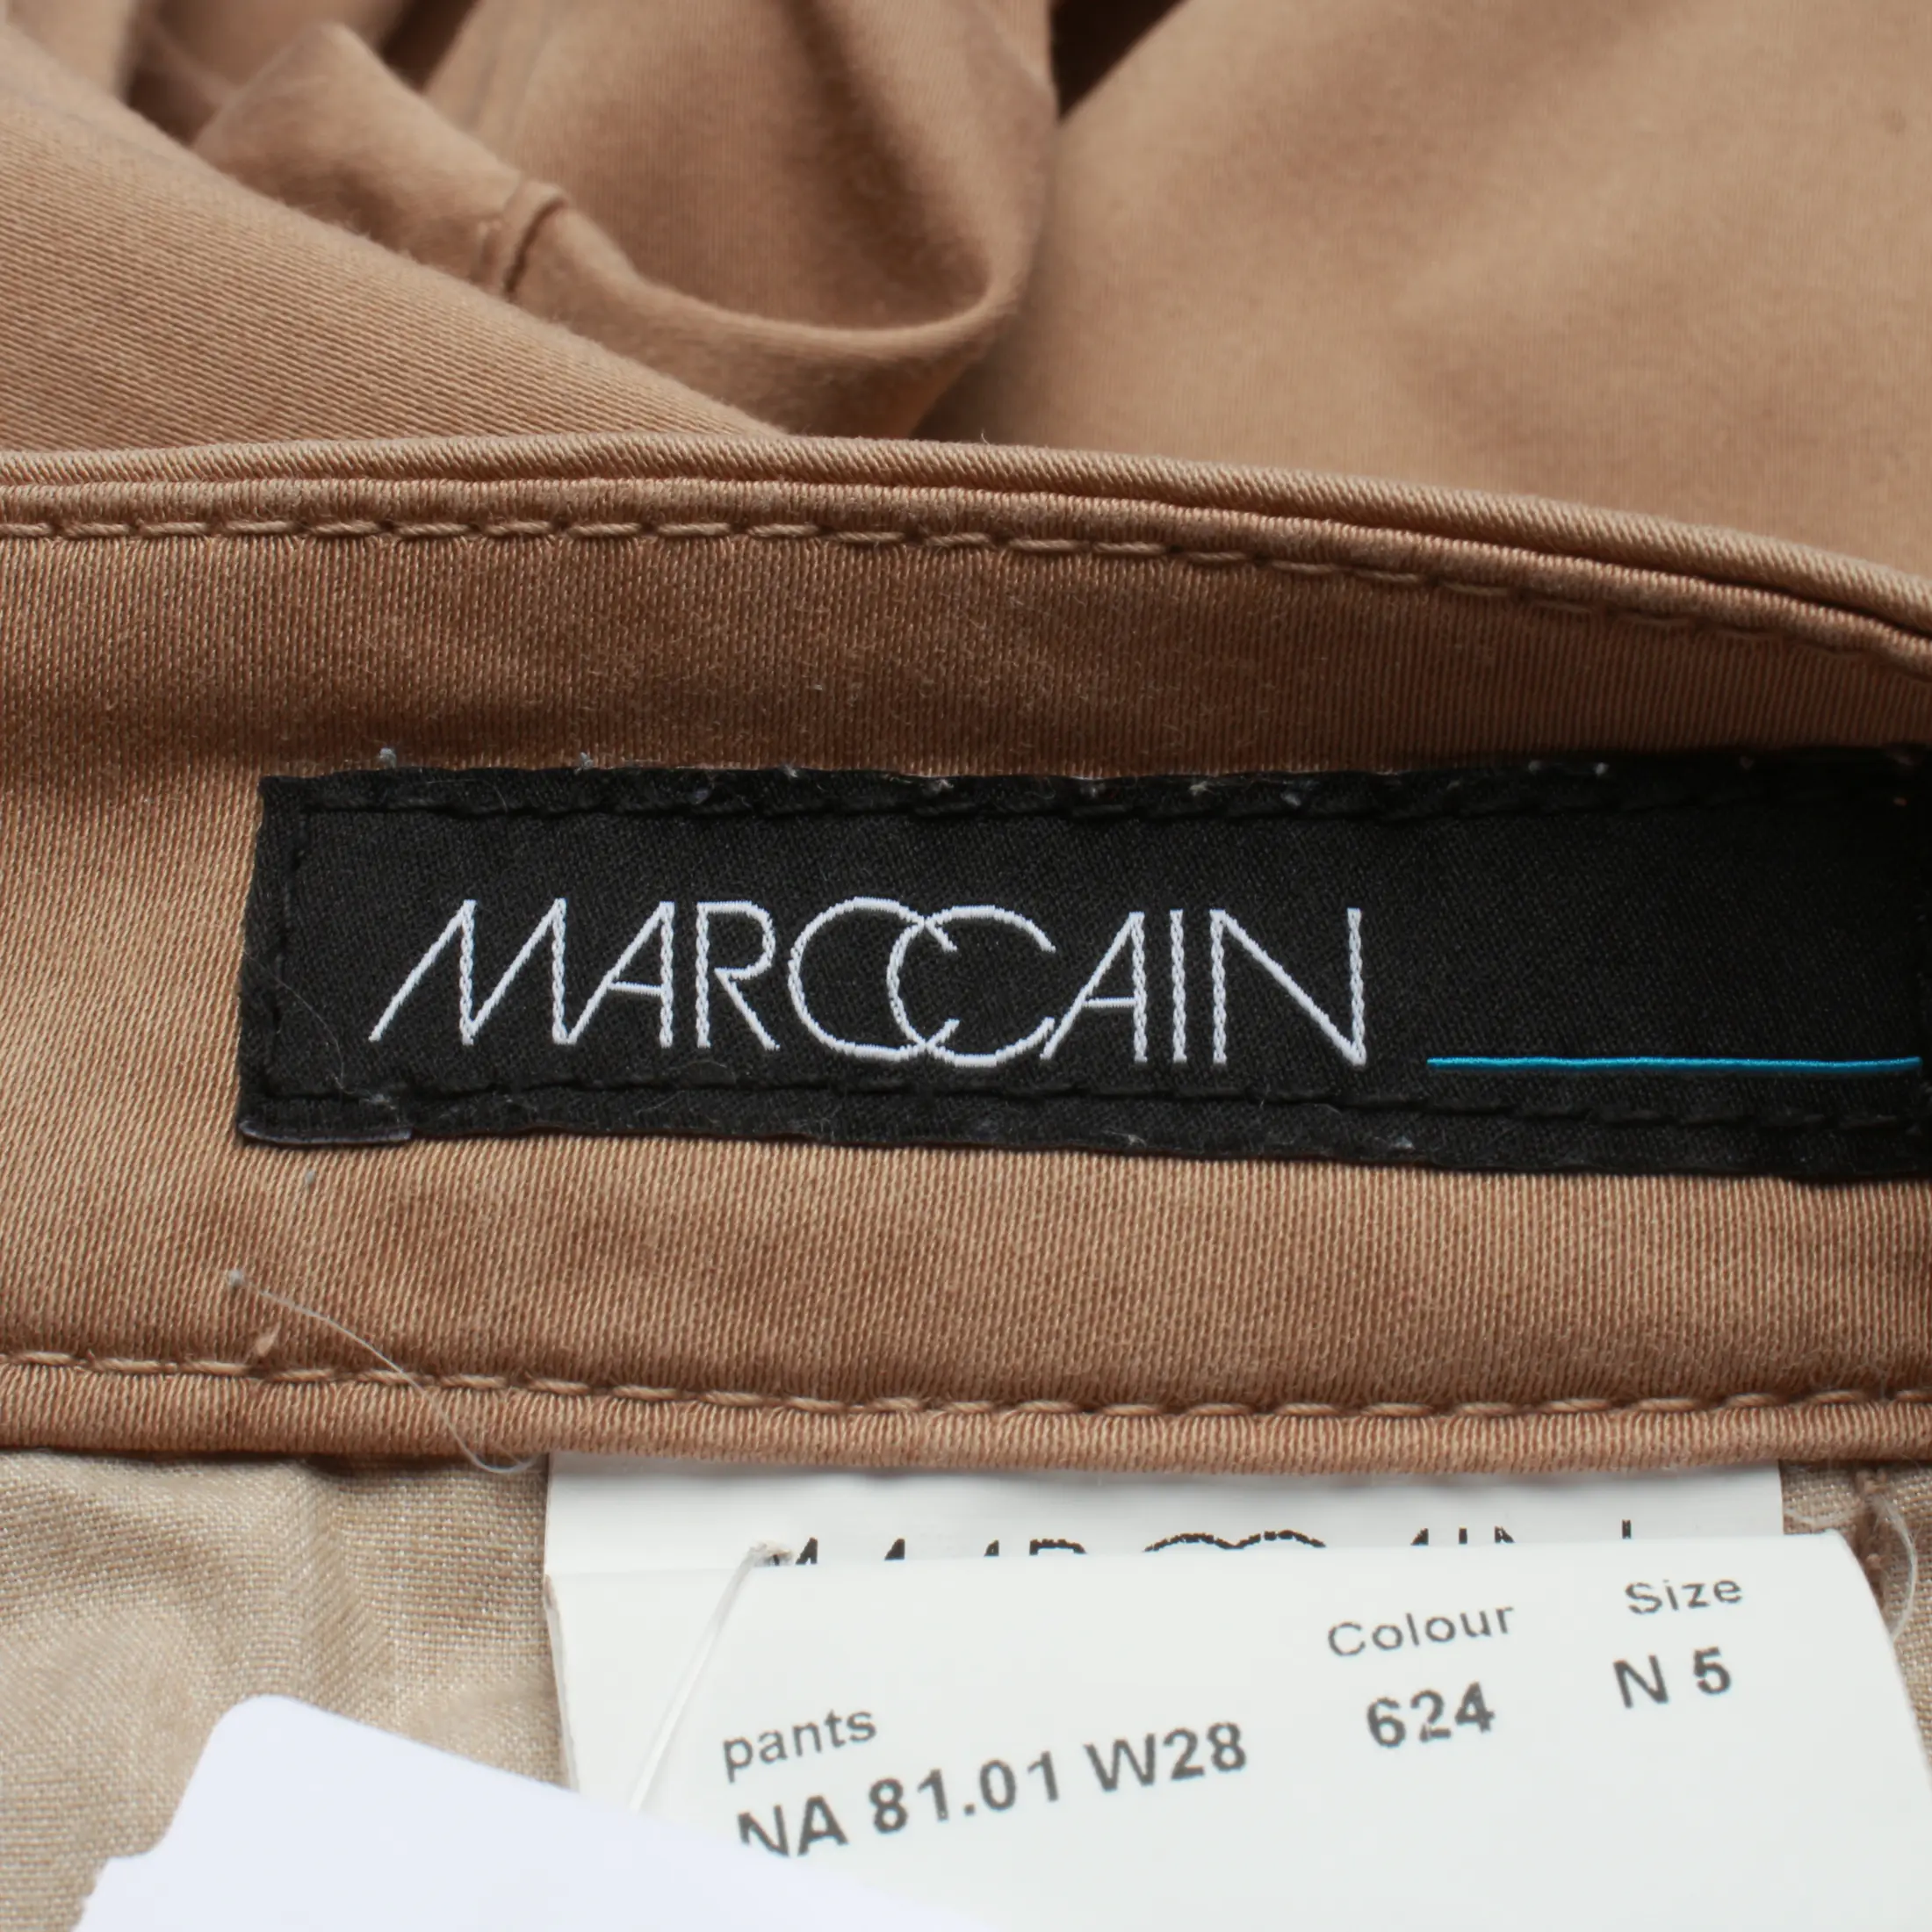 MARCCAIN
pants Colour Size
NA 81.01 W28 624 N 5